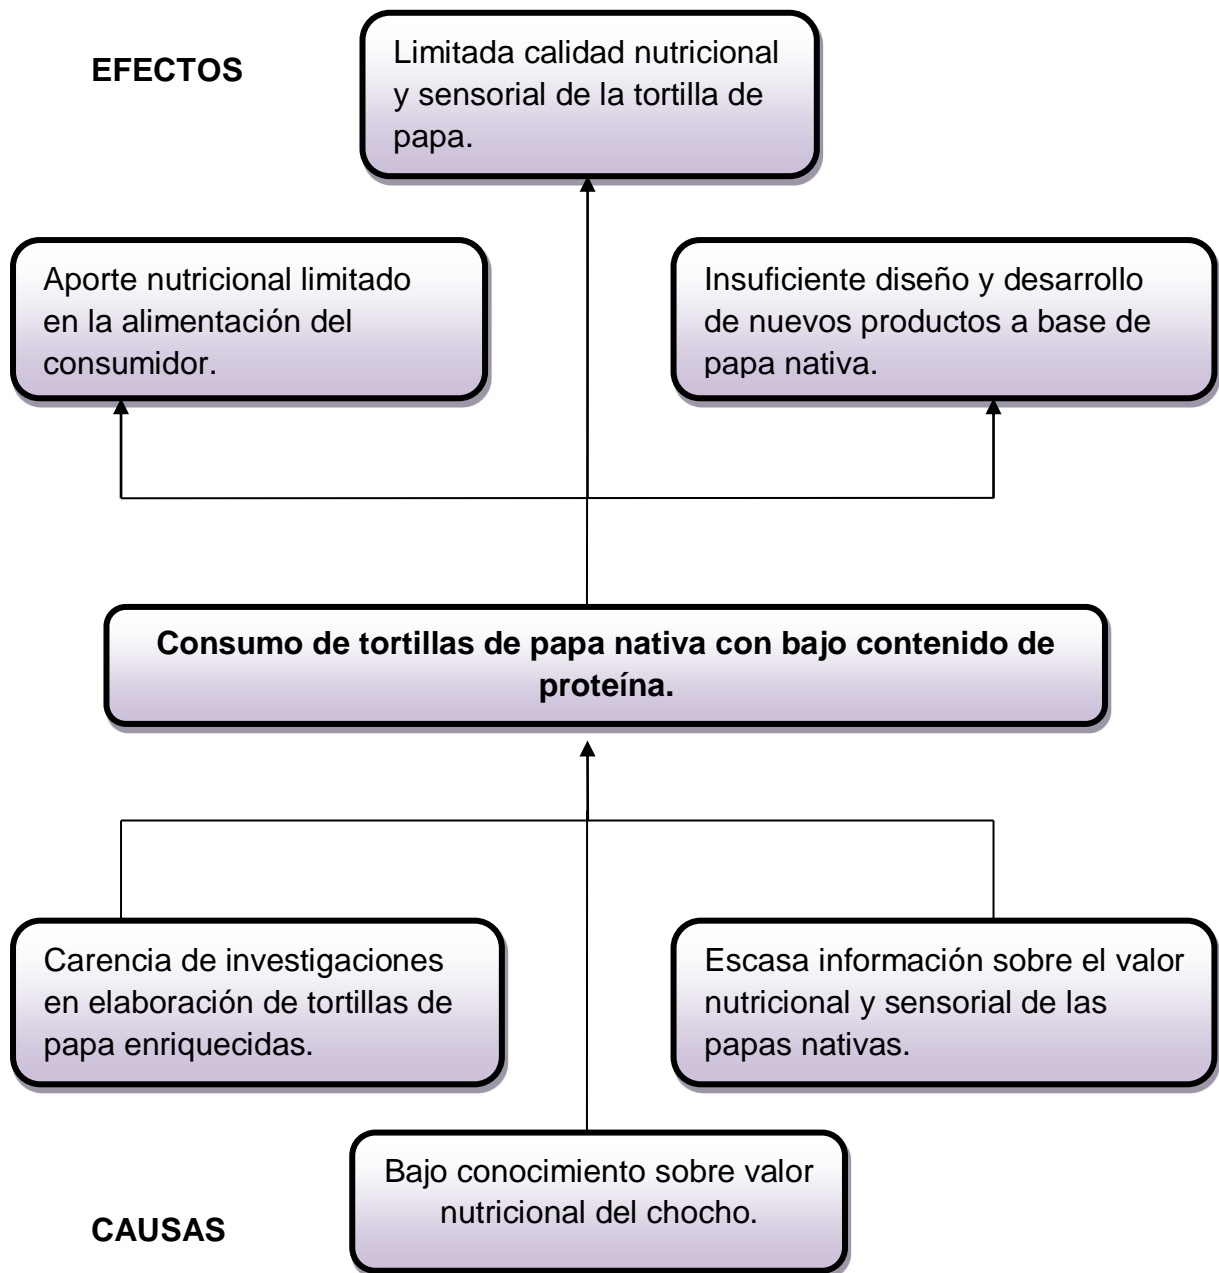 EFECTOS
Limitada calidad nutricional
y sensorial de la tortilla de
papa.
Aporte nutricional limitado
en la alimentación del
consumidor.
Insuficiente diseño y desarrollo
de nuevos productos a base de
papa nativa.
Consumo de tortillas de papa nativa con bajo contenido de
proteína.
Carencia de investigaciones
en elaboración de tortillas de
papa enriquecidas.
Escasa información sobre el valor
nutricional y sensorial de las
papas nativas.
Bajo conocimiento sobre valor
nutricional del chocho.
CAUSAS